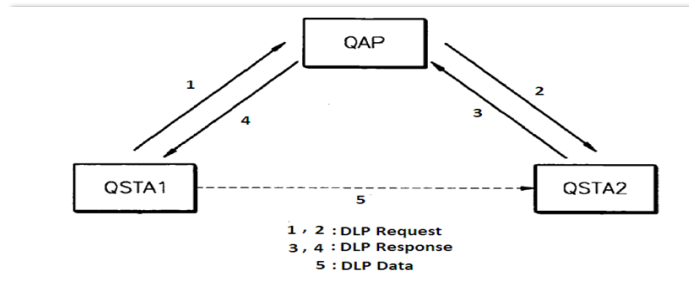 QAP
1
2
4
3
QSTA1
QSTA2
5
1 , 2 : DLP Request
3 , 4 : DLP Response
5 : DLP Data